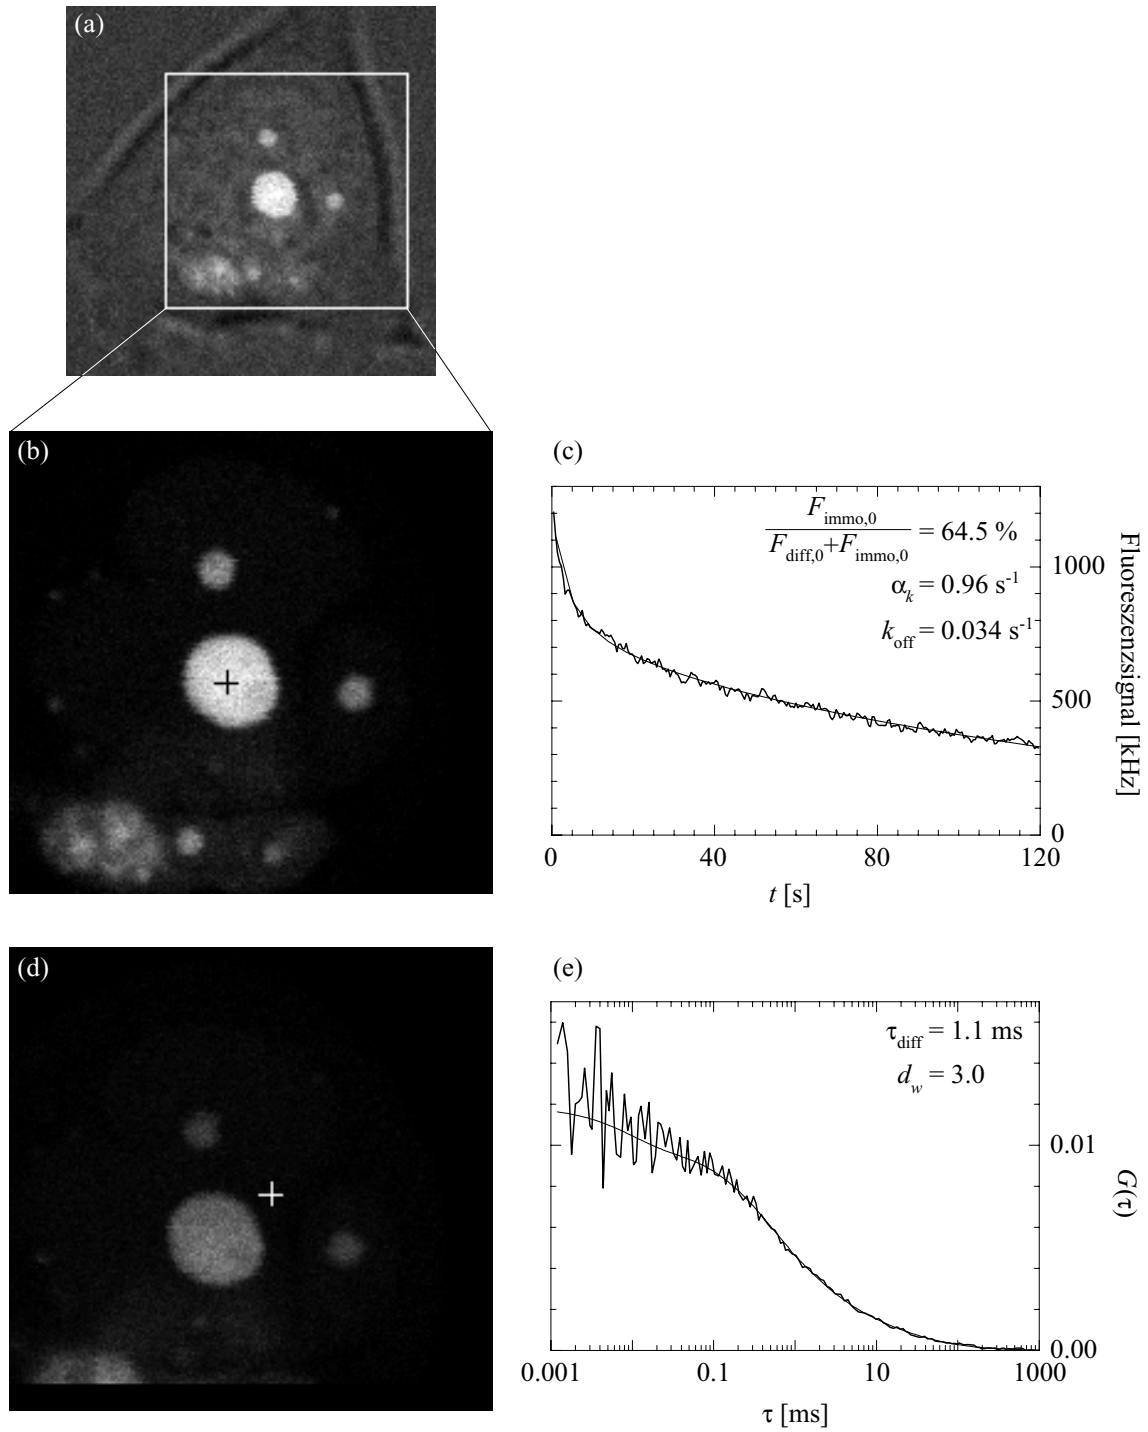 (a)
(b)
(c)
F_immo,0 / F_diff,0+F_immo,0 = 64.5 %
α_k = 0.96 s^-1
k_off = 0.034 s^-1
1000
500
0
Fluoreszenzsignal [kHz]
0 40 80 120
t [s]
(d)
(e)
τ_diff = 1.1 ms
d_w = 3.0
0.01
0.00
G(τ)
0.001 0.1 10 1000
τ [ms]